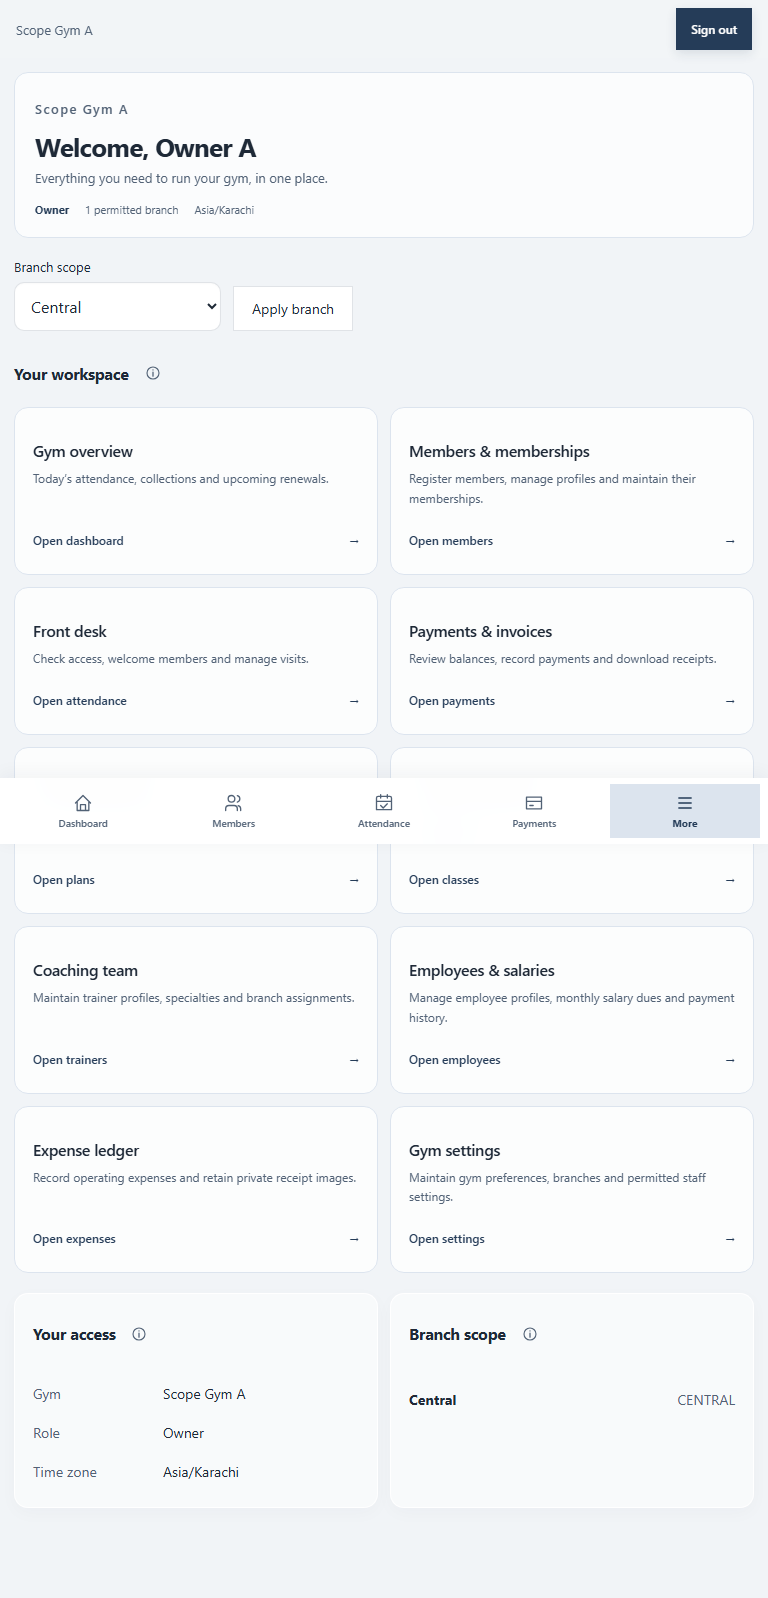 Scope Gym A
Sign out
Scope Gym A
Welcome, Owner A
Everything you need to run your gym, in one place.
Owner 1 permitted branch Asia/Karachi
Branch scope
Central
Apply branch
Your workspace
Gym overview
Today's attendance, collections and upcoming renewals.
Open dashboard →
Members & memberships
Register members, manage profiles and maintain their
memberships.
Open members →
Front desk
Check access, welcome members and manage visits.
Open attendance →
Payments & invoices
Review balances, record payments and download receipts.
Open payments →
Dashboard
Members
Attendance
Payments
More
Open plans →
Open classes →
Coaching team
Maintain trainer profiles, specialties and branch assignments.
Open trainers →
Employees & salaries
Manage employee profiles, monthly salary dues and payment
history.
Open employees →
Expense ledger
Record operating expenses and retain private receipt images.
Open expenses →
Gym settings
Maintain gym preferences, branches and permitted staff
settings.
Open settings →
Your access
Gym Scope Gym A
Role Owner
Time zone Asia/Karachi
Branch scope
Central CENTRAL